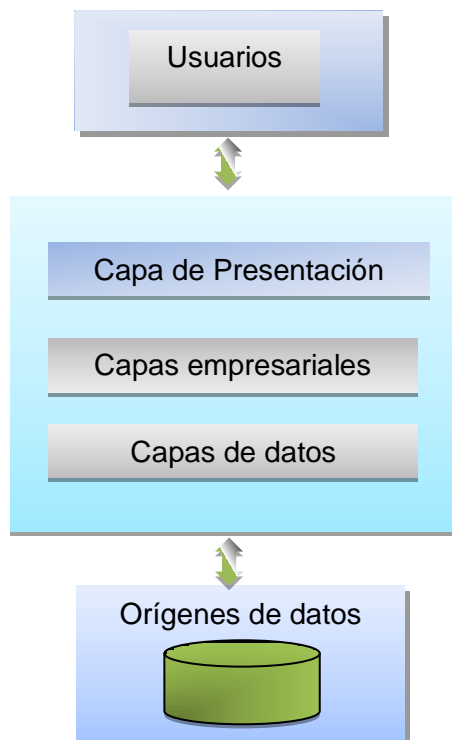 Usuarios
Capa de Presentación
Capas empresariales
Capas de datos
Orígenes de datos